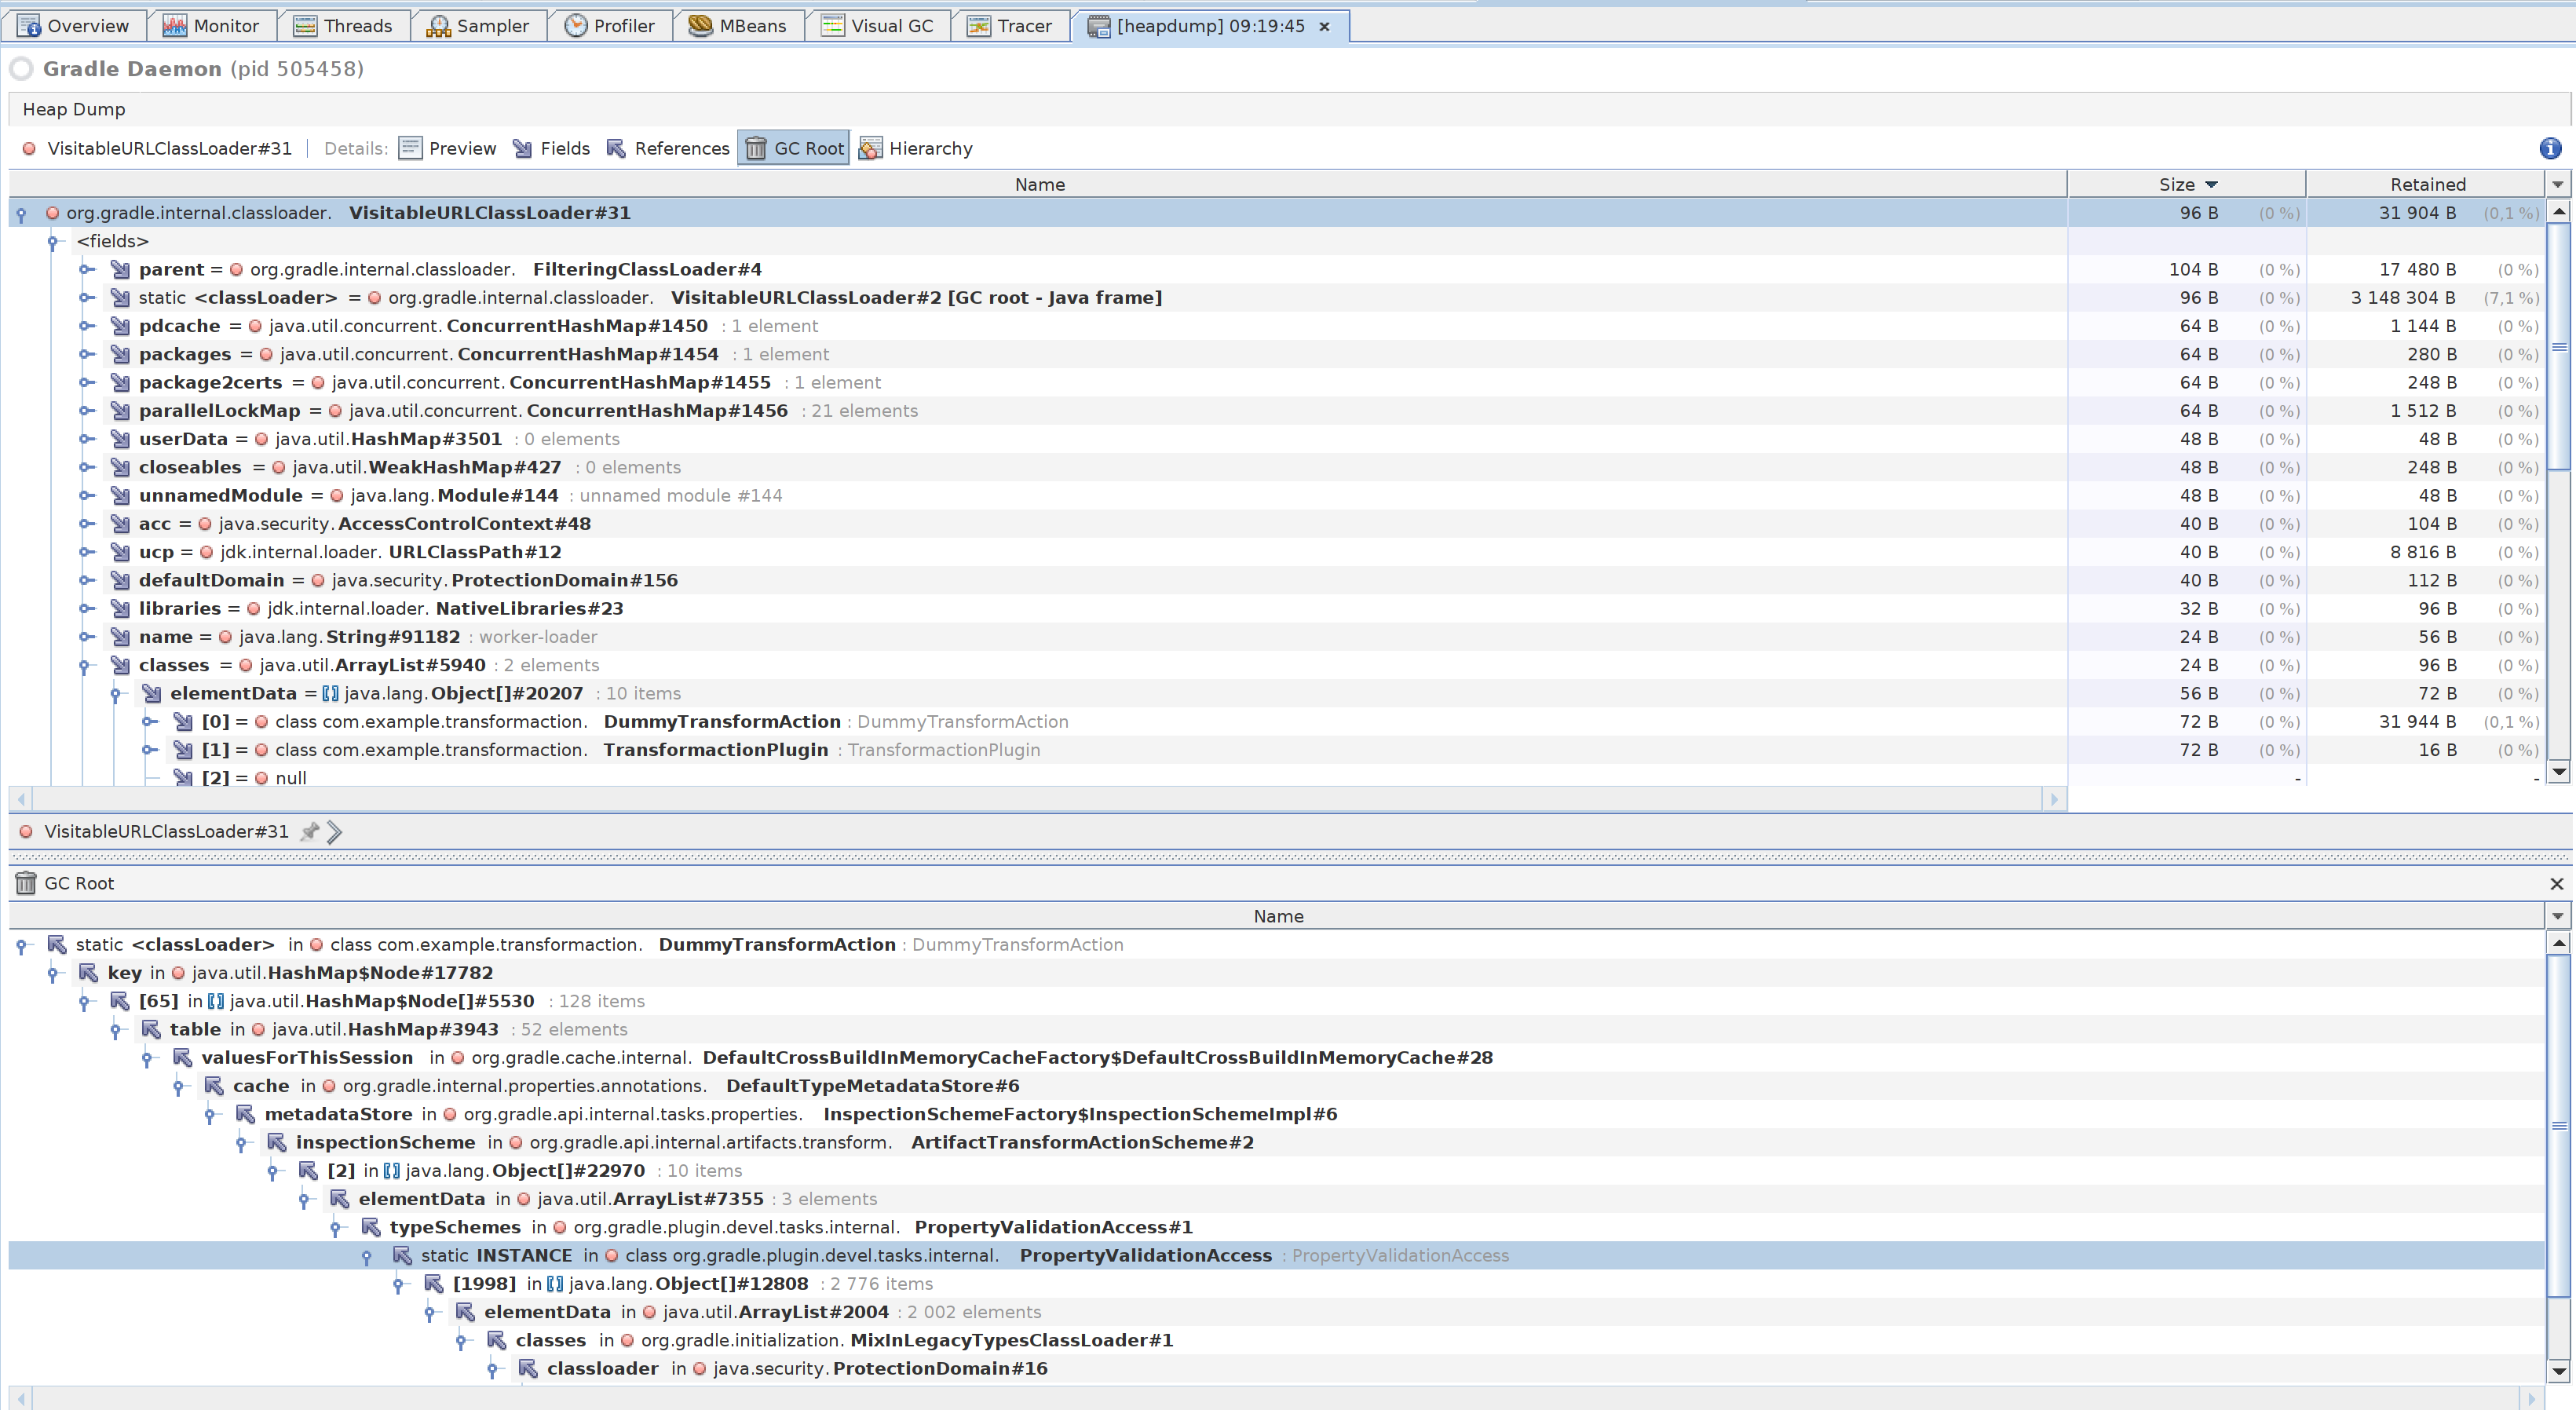 Overview Monitor Threads Sampler Profiler MBeans Visual GC Tracer [heapdump] 09:19:45 ×
Gradle Daemon (pid 505458)
Heap Dump
VisitableURLClassLoader#31 Details: Preview Fields References GC Root Hierarchy
Name Size Retained
org.gradle.internal.classloader. VisitableURLClassLoader#31 96 B (0 %) 31 904 B (0,1 %)
<fields>
parent = org.gradle.internal.classloader. FilteringClassLoader#4 104 B (0 %) 17 480 B (0 %)
static <classLoader> = org.gradle.internal.classloader. VisitableURLClassLoader#2 [GC root - Java frame] 96 B (0 %) 3 148 304 B (7,1 %)
pdcache = java.util.concurrent.ConcurrentHashMap#1450 : 1 element 64 B (0 %) 1 144 B (0 %)
packages = java.util.concurrent.ConcurrentHashMap#1454 : 1 element 64 B (0 %) 280 B (0 %)
package2certs = java.util.concurrent.ConcurrentHashMap#1455 : 1 element 64 B (0 %) 248 B (0 %)
parallelLockMap = java.util.concurrent.ConcurrentHashMap#1456 : 21 elements 64 B (0 %) 1 512 B (0 %)
userData = java.util.HashMap#3501 : 0 elements 48 B (0 %) 48 B (0 %)
closeables = java.util.WeakHashMap#427 : 0 elements 48 B (0 %) 248 B (0 %)
unnamedModule = java.lang.Module#144 : unnamed module #144 48 B (0 %) 48 B (0 %)
acc = java.security.AccessControlContext#48 40 B (0 %) 104 B (0 %)
ucp = jdk.internal.loader. URLClassPath#12 40 B (0 %) 8 816 B (0 %)
defaultDomain = java.security.ProtectionDomain#156 40 B (0 %) 112 B (0 %)
libraries = jdk.internal.loader. NativeLibraries#23 32 B (0 %) 96 B (0 %)
name = java.lang.String#91182 : worker-loader 24 B (0 %) 56 B (0 %)
classes = java.util.ArrayList#5940 : 2 elements 24 B (0 %) 96 B (0 %)
elementData = java.lang.Object[]#20207 : 10 items 56 B (0 %) 72 B (0 %)
[0] = class com.example.transformaction. DummyTransformAction : DummyTransformAction 72 B (0 %) 31 944 B (0,1 %)
[1] = class com.example.transformaction. TransformactionPlugin : TransformactionPlugin 72 B (0 %) 16 B (0 %)
[2] = null - -
VisitableURLClassLoader#31
GC Root
Name
static <classLoader> in class com.example.transformaction. DummyTransformAction : DummyTransformAction
key in java.util.HashMap$Node#17782
[65] in java.util.HashMap$Node[]#5530 : 128 items
table in java.util.HashMap#3943 : 52 elements
valuesForThisSession in org.gradle.cache.internal. DefaultCrossBuildInMemoryCacheFactory$DefaultCrossBuildInMemoryCache#28
cache in org.gradle.internal.properties.annotations. DefaultTypeMetadataStore#6
metadataStore in org.gradle.api.internal.tasks.properties. InspectionSchemeFactory$InspectionSchemeImpl#6
inspectionScheme in org.gradle.api.internal.artifacts.transform. ArtifactTransformActionScheme#2
[2] in java.lang.Object[]#22970 : 10 items
elementData in java.util.ArrayList#7355 : 3 elements
typeSchemes in org.gradle.plugin.devel.tasks.internal. PropertyValidationAccess#1
static INSTANCE in class org.gradle.plugin.devel.tasks.internal. PropertyValidationAccess : PropertyValidationAccess
[1998] in java.lang.Object[]#12808 : 2 776 items
elementData in java.util.ArrayList#2004 : 2 002 elements
classes in org.gradle.initialization.MixInLegacyTypesClassLoader#1
classloader in java.security.ProtectionDomain#16